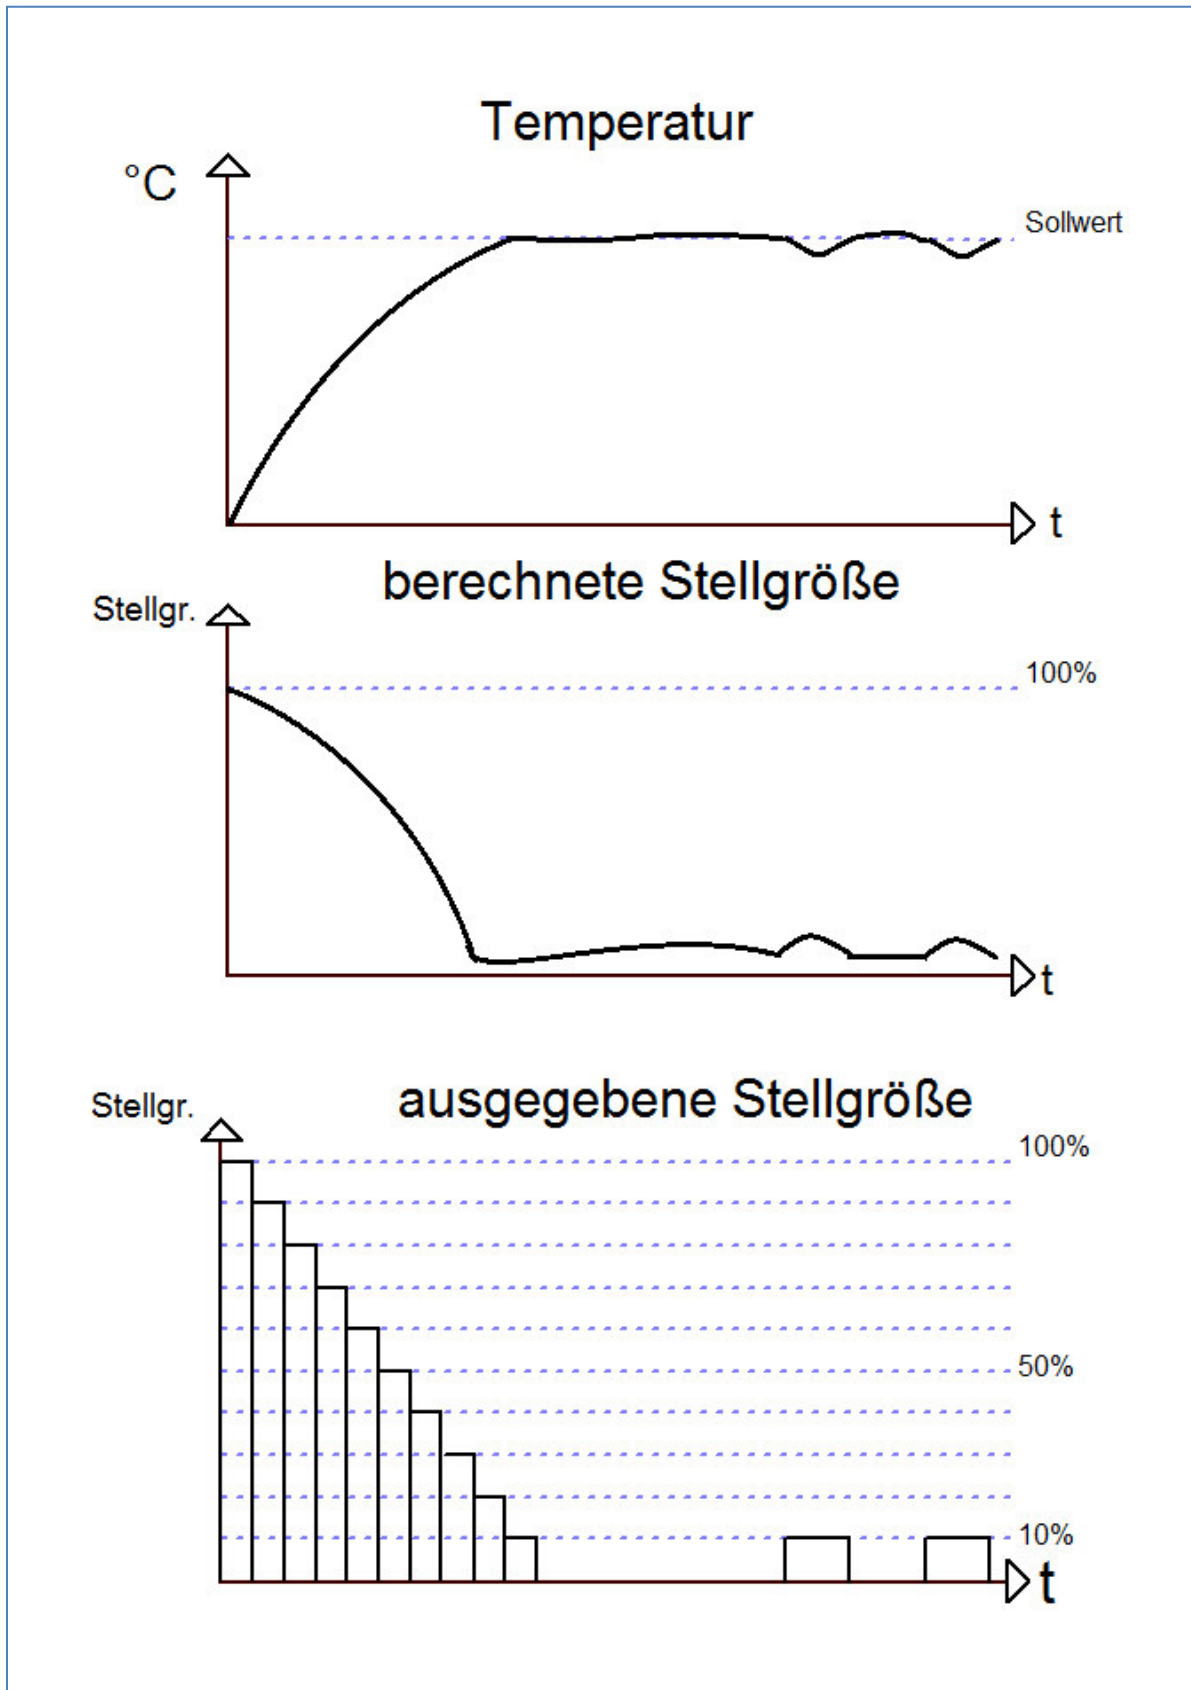 Temperatur
°C
Sollwert
t
berechnete Stellgröße
Stellgr.
100%
t
ausgegebene Stellgröße
Stellgr.
100%
50%
10%
t